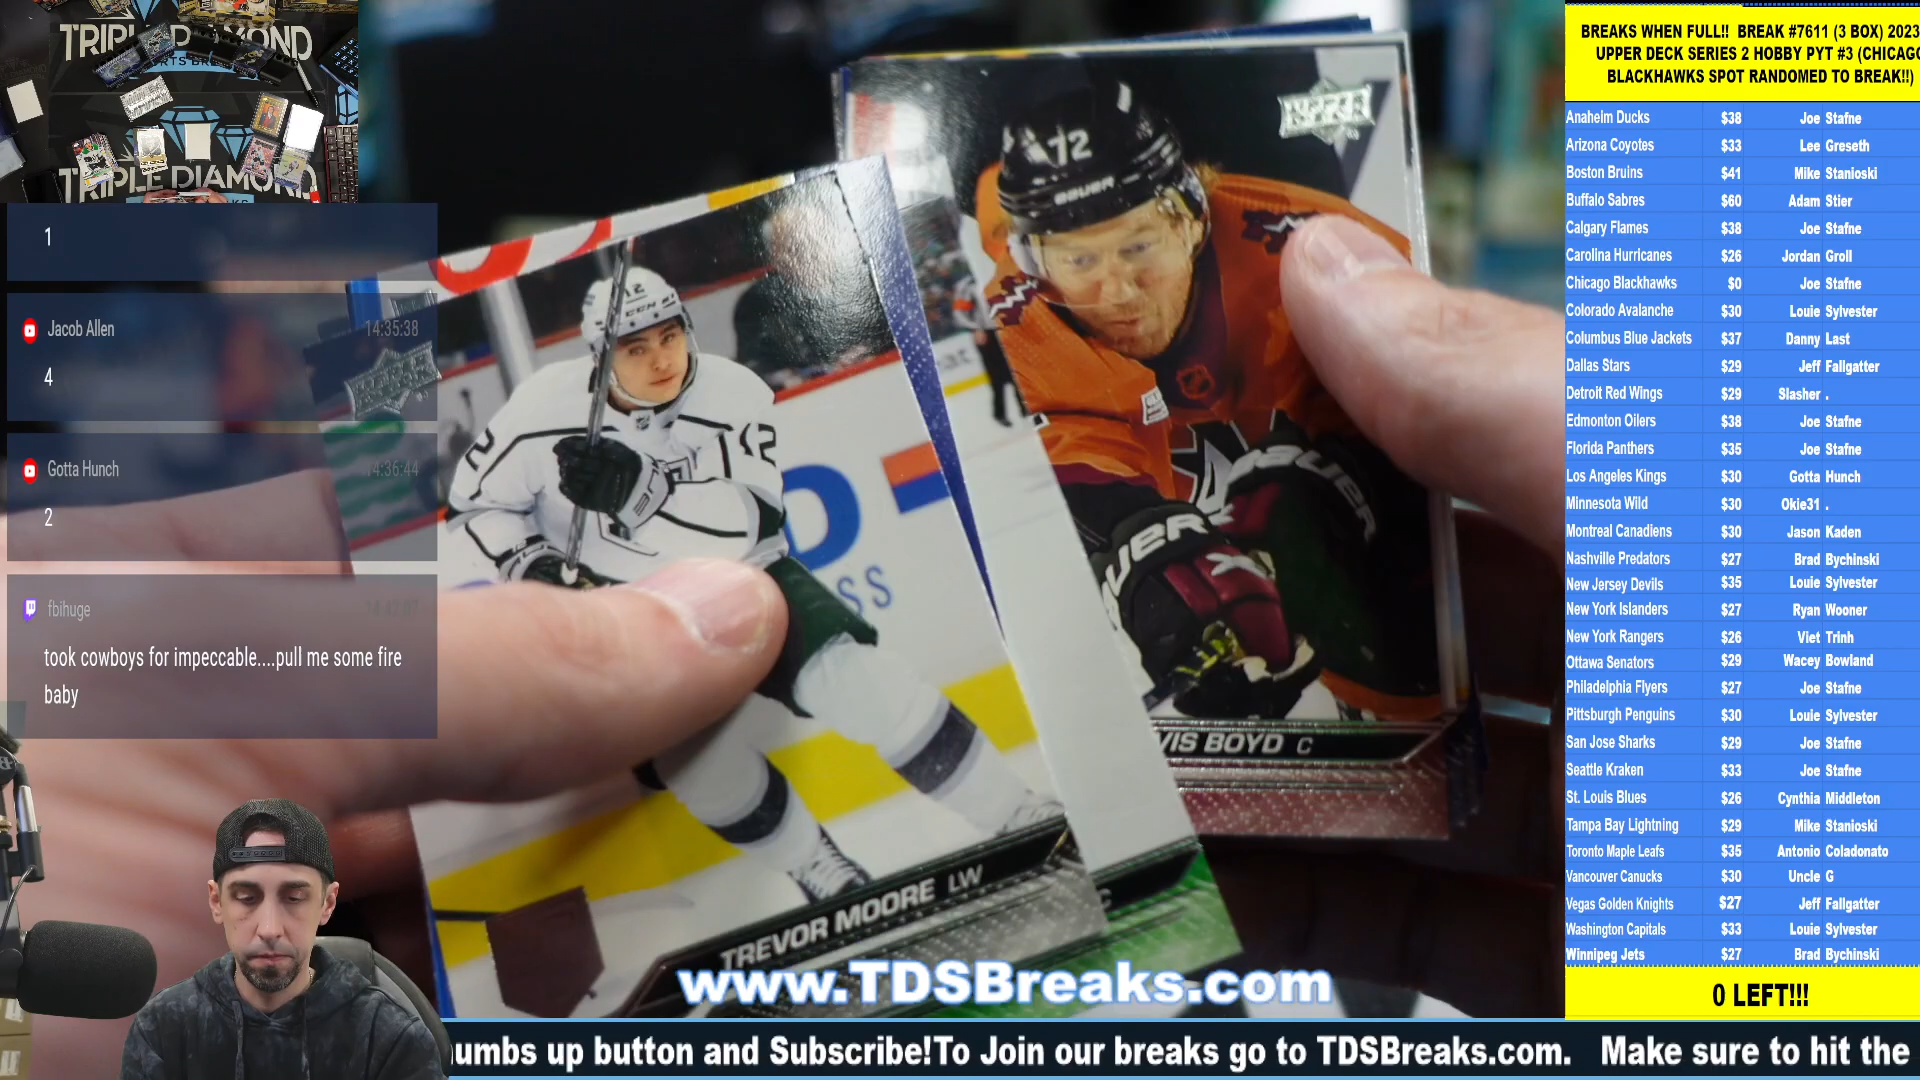 TRIPLE DIAMOND
TRIPLE DIAMOND
1
Jacob Allen 14:35:38
4
Gotta Hunch 14:36:44
2
fbihuge
took cowboys for impeccable....pull me some fire
baby
12
CCM
12
TREVOR MOORE LW
72
BAUER
BAUER
VIS BOYD C
C
SS
www.TDSBreaks.com
umbs up button and Subscribe!To Join our breaks go to TDSBreaks.com. Make sure to hit the
BREAKS WHEN FULL!! BREAK #7611 (3 BOX) 2023
UPPER DECK SERIES 2 HOBBY PYT #3 (CHICAGO
BLACKHAWKS SPOT RANDOMED TO BREAK!!)
Anaheim Ducks $38 Joe Stafne
Arizona Coyotes $33 Lee Greseth
Boston Bruins $41 Mike Stanioski
Buffalo Sabres $60 Adam Stier
Calgary Flames $38 Joe Stafne
Carolina Hurricanes $26 Jordan Groll
Chicago Blackhawks $0 Joe Stafne
Colorado Avalanche $30 Louie Sylvester
Columbus Blue Jackets $37 Danny Last
Dallas Stars $29 Jeff Fallgatter
Detroit Red Wings $29 Slasher .
Edmonton Oilers $38 Joe Stafne
Florida Panthers $35 Joe Stafne
Los Angeles Kings $30 Gotta Hunch
Minnesota Wild $30 Okie31 .
Montreal Canadiens $30 Jason Kaden
Nashville Predators $27 Brad Bychinski
New Jersey Devils $35 Louie Sylvester
New York Islanders $27 Ryan Wooner
New York Rangers $26 Viet Trinh
Ottawa Senators $29 Wacey Bowland
Philadelphia Flyers $27 Joe Stafne
Pittsburgh Penguins $30 Louie Sylvester
San Jose Sharks $29 Joe Stafne
Seattle Kraken $33 Joe Stafne
St. Louis Blues $26 Cynthia Middleton
Tampa Bay Lightning $29 Mike Stanioski
Toronto Maple Leafs $35 Antonio Coladonato
Vancouver Canucks $30 Uncle G
Vegas Golden Knights $27 Jeff Fallgatter
Washington Capitals $33 Louie Sylvester
Winnipeg Jets $27 Brad Bychinski
0 LEFT!!!